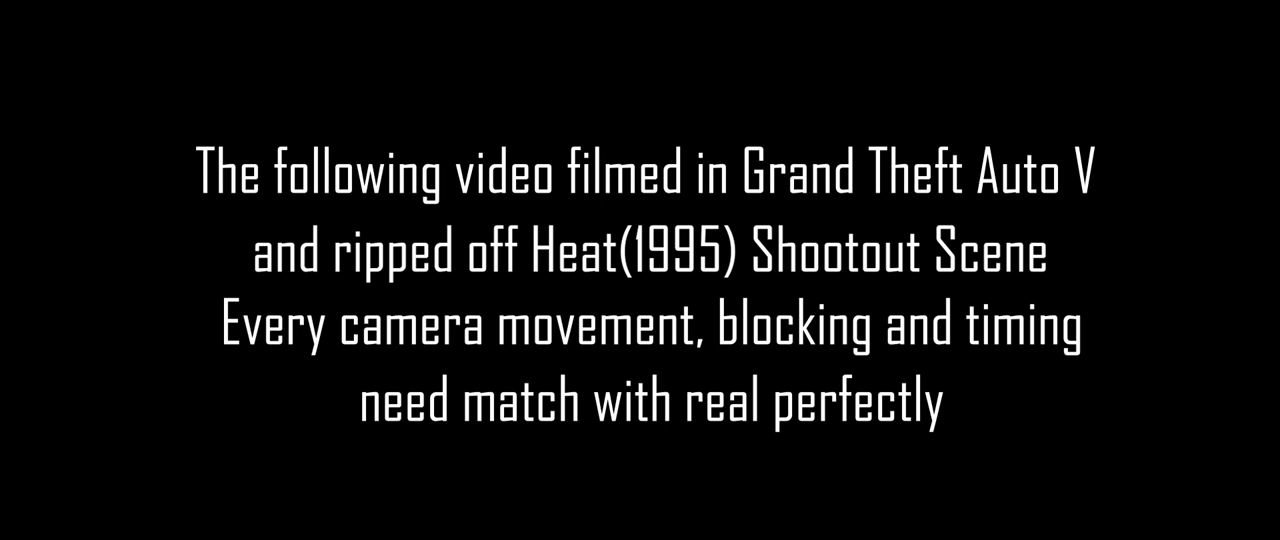 The following video filmed in Grand Theft Auto V
and ripped off Heat(1995) Shootout Scene
Every camera movement, blocking and timing
need match with real perfectly